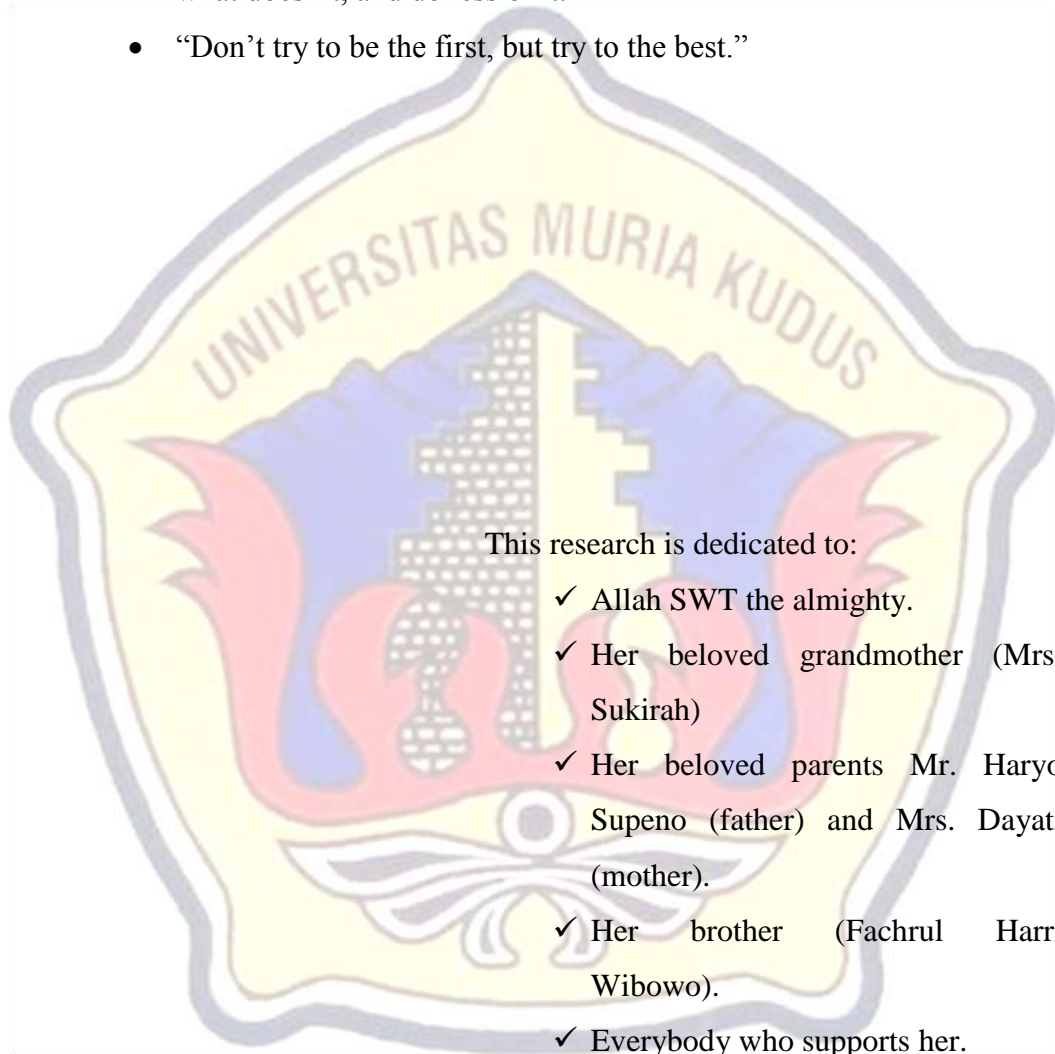 • “Don’t try to be the first, but try to the best.”
UNIVERSITAS MURIA KUDUS
This research is dedicated to:
✓ Allah SWT the almighty.
✓ Her beloved grandmother (Mrs
Sukirah)
✓ Her beloved parents Mr. Haryo
Supeno (father) and Mrs. Dayat
(mother).
✓ Her brother (Fachrul Harr
Wibowo).
✓ Everybody who supports her.